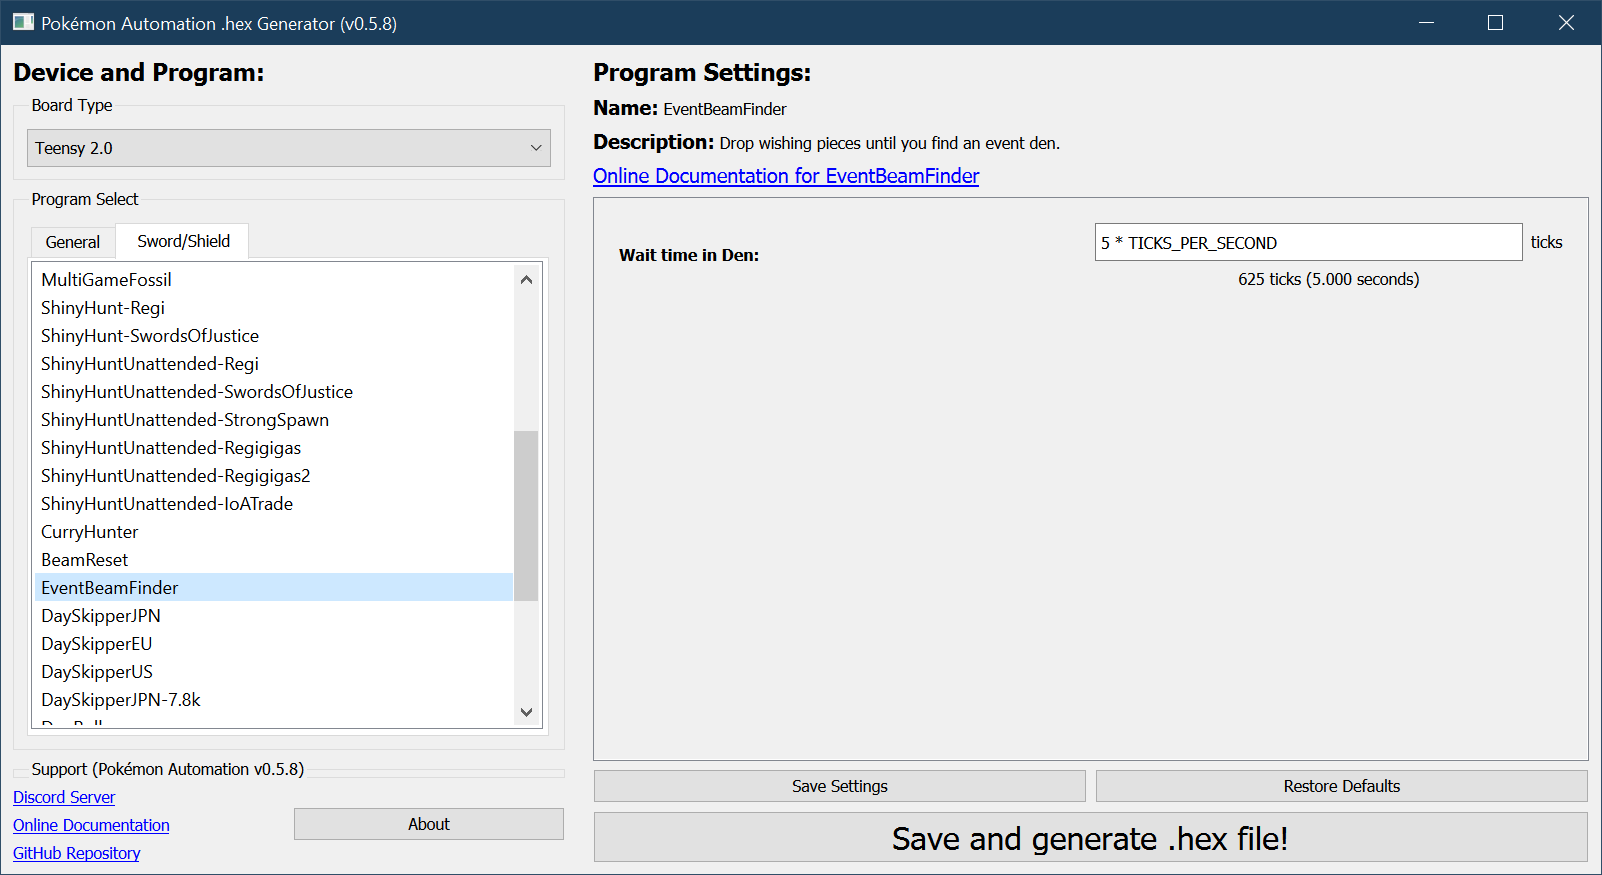 Pokémon Automation .hex Generator (v0.5.8)
Device and Program:
Board Type
Teensy 2.0
Program Select
General
Sword/Shield
MultiGameFossil
ShinyHunt-Regi
ShinyHunt-SwordsOfJustice
ShinyHuntUnattended-Regi
ShinyHuntUnattended-SwordsOfJustice
ShinyHuntUnattended-StrongSpawn
ShinyHuntUnattended-Regigigas
ShinyHuntUnattended-Regigigas2
ShinyHuntUnattended-IoATrade
CurryHunter
BeamReset
EventBeamFinder
DaySkipperJPN
DaySkipperEU
DaySkipperUS
DaySkipperJPN-7.8k
Support (Pokémon Automation v0.5.8)
Discord Server
Online Documentation
GitHub Repository
About
Program Settings:
Name: EventBeamFinder
Description: Drop wishing pieces until you find an event den.
Online Documentation for EventBeamFinder
Wait time in Den:
5 * TICKS_PER_SECOND
ticks
625 ticks (5.000 seconds)
Save Settings
Restore Defaults
Save and generate .hex file!